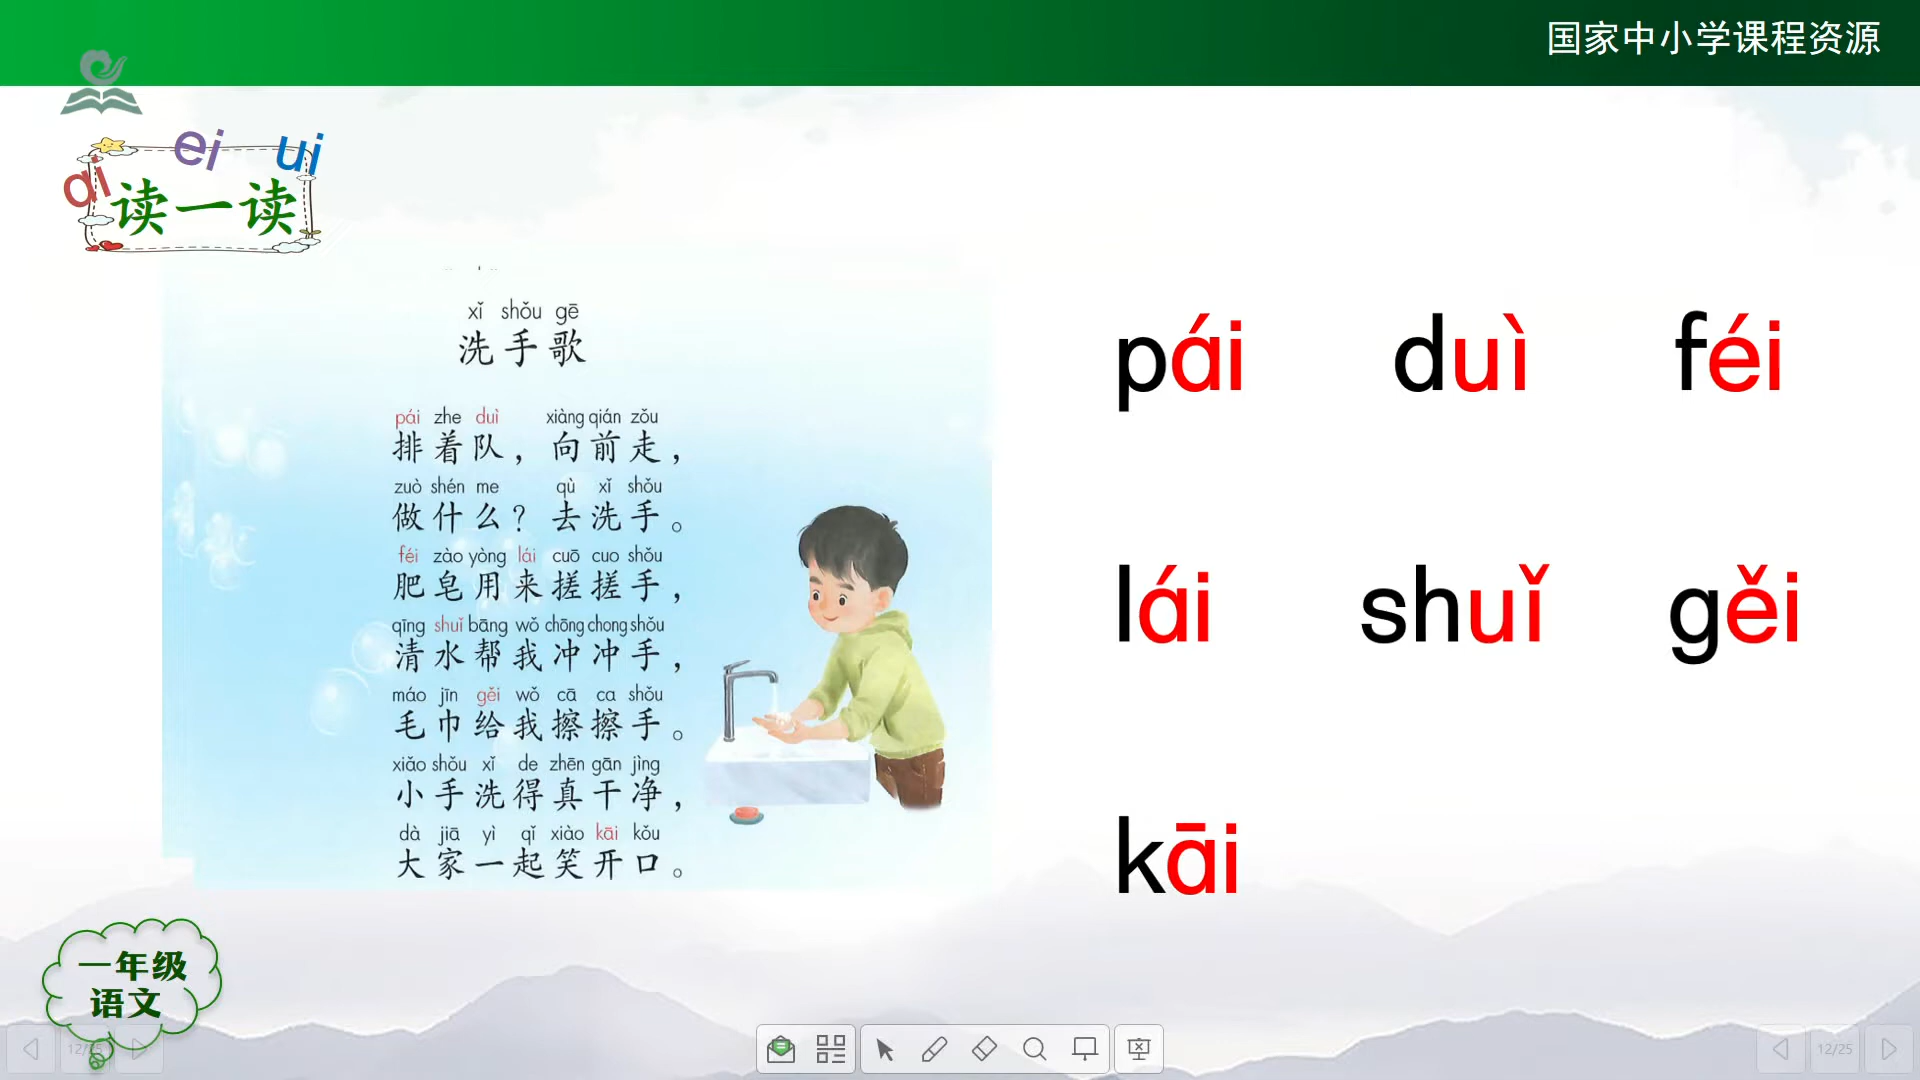 国家中小学课程资源
ai ei ui
读一读
xǐ shǒu gē
洗手歌
pái zhe duì xiàng qián zǒu
排着队，向前走，
zuò shén me qù xǐ shǒu
做什么？去洗手。
féi zào yòng lái cuō cuo shǒu
肥皂用来搓搓手，
qīng shuǐ bāng wǒ chōng chong shǒu
清水帮我冲冲手，
máo jīn gěi wǒ cā ca shǒu
毛巾给我擦擦手。
xiǎo shǒu xǐ de zhēn gān jìng
小手洗得真干净，
dà jiā yì qǐ xiào kāi kǒu
大家一起笑开口。
pái duì féi
lái shuǐ gěi
kāi
一年级
语文
12/25
12/25